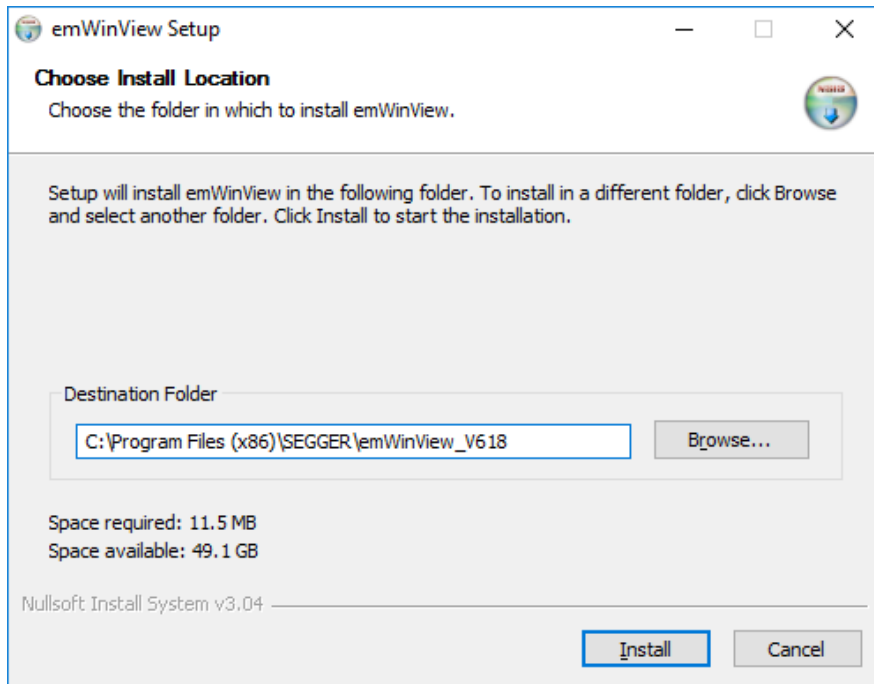 emWinView Setup
Choose Install Location
Choose the folder in which to install emWinView.
Setup will install emWinView in the following folder. To install in a different folder, click Browse
and select another folder. Click Install to start the installation.
Destination Folder
C:\Program Files (x86)\SEGGER\emWinView_V618
Browse...
Space required: 11.5 MB
Space available: 49.1 GB
Nullsoft Install System v3.04
Install
Cancel